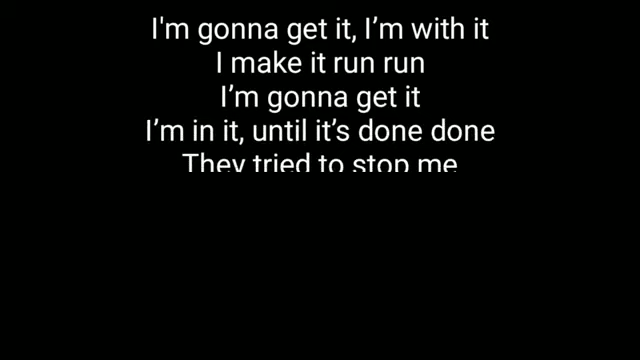 I'm gonna get it, I’m with it
I make it run run
I’m gonna get it
I’m in it, until it’s done done
They tried to stop me